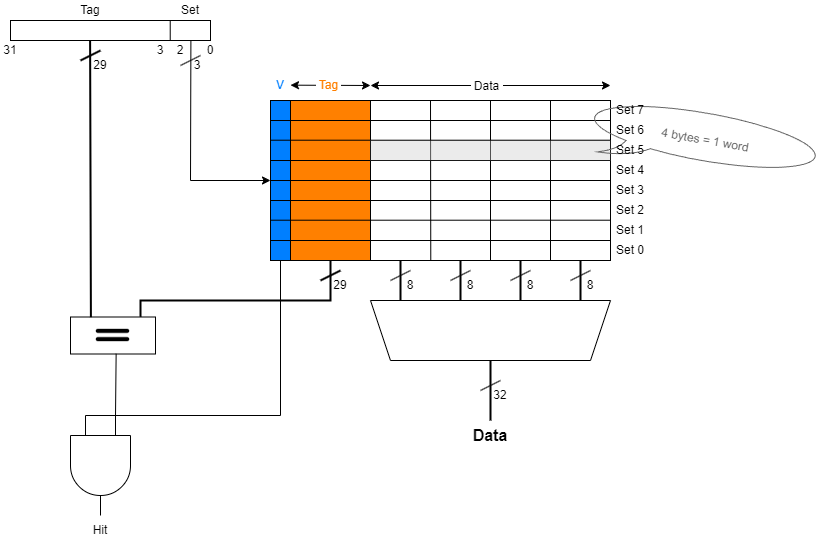 Tag Set
31 3 2 0
29 3
V Tag Data
Set 7
Set 6
4 bytes = 1 word
Set 5
Set 4
Set 3
Set 2
Set 1
Set 0
29 8 8 8 8
=
32
Data
Hit